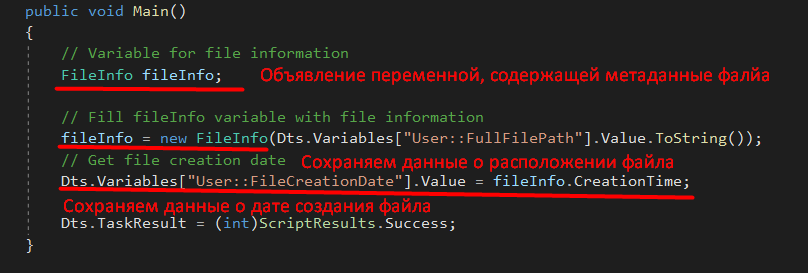 public void Main()
{
// Variable for file information
FileInfo fileInfo; Объявление переменной, содержащей метаданные фалйа
// Fill fileInfo variable with file information
fileInfo = new FileInfo(Dts.Variables["User::FullFilePath"].Value.ToString());
// Get file creation date Сохраняем данные о расположении файла
Dts.Variables["User::FileCreationDate"].Value = fileInfo.CreationTime;
Сохраняем данные о дате создания файла
Dts.TaskResult = (int)ScriptResults.Success;
}